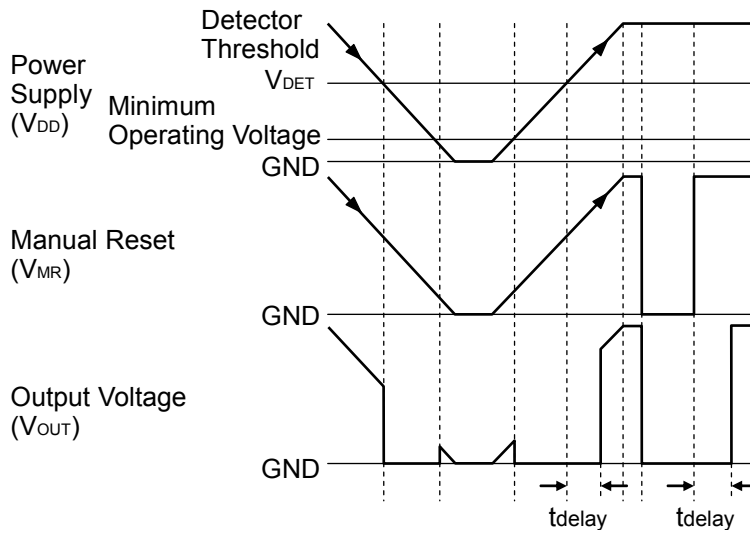 Detector
Threshold
VDET
Power
Supply
(VDD)
Minimum
Operating Voltage
GND
Manual Reset
(VMR)
GND
Output Voltage
(VOUT)
GND
tdelay
tdelay